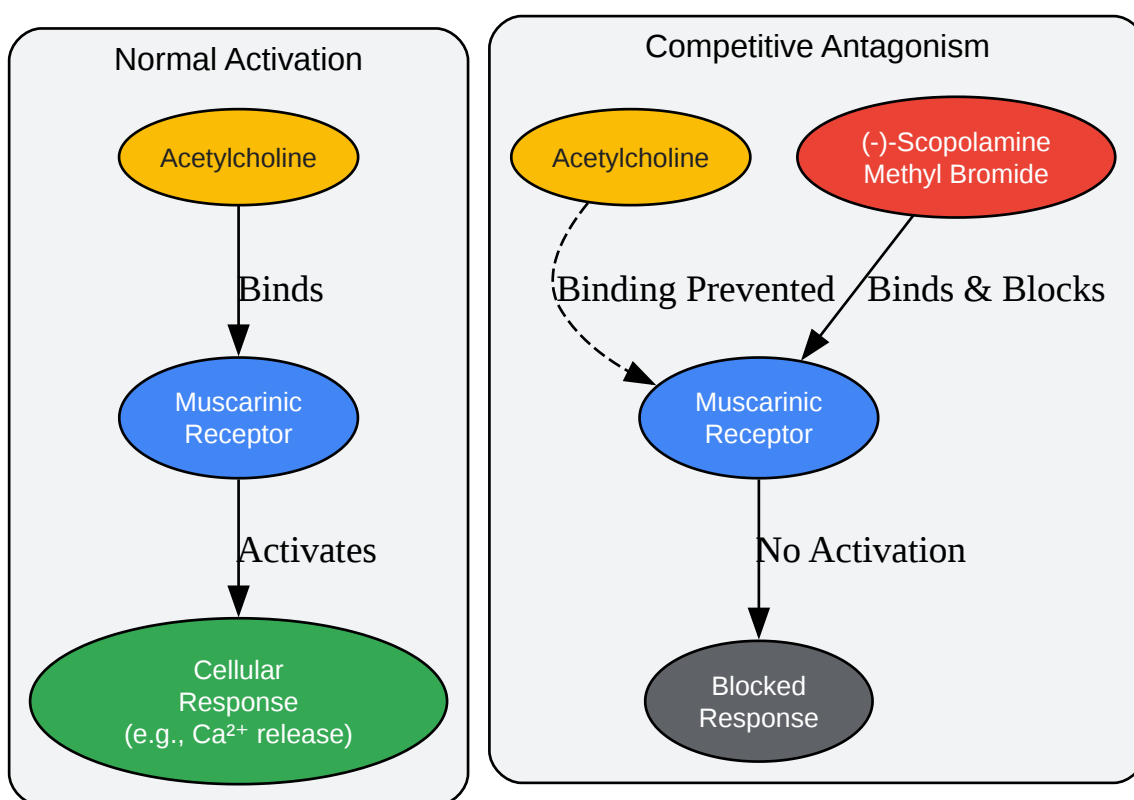 Normal Activation
Acetylcholine
Binds
Muscarinic
Receptor
Activates
Cellular
Response
(e.g., Ca²⁺ release)
Competitive Antagonism
Acetylcholine
(-)-Scopolamine
Methyl Bromide
Binding Prevented
Binds & Blocks
Muscarinic
Receptor
No Activation
Blocked
Response